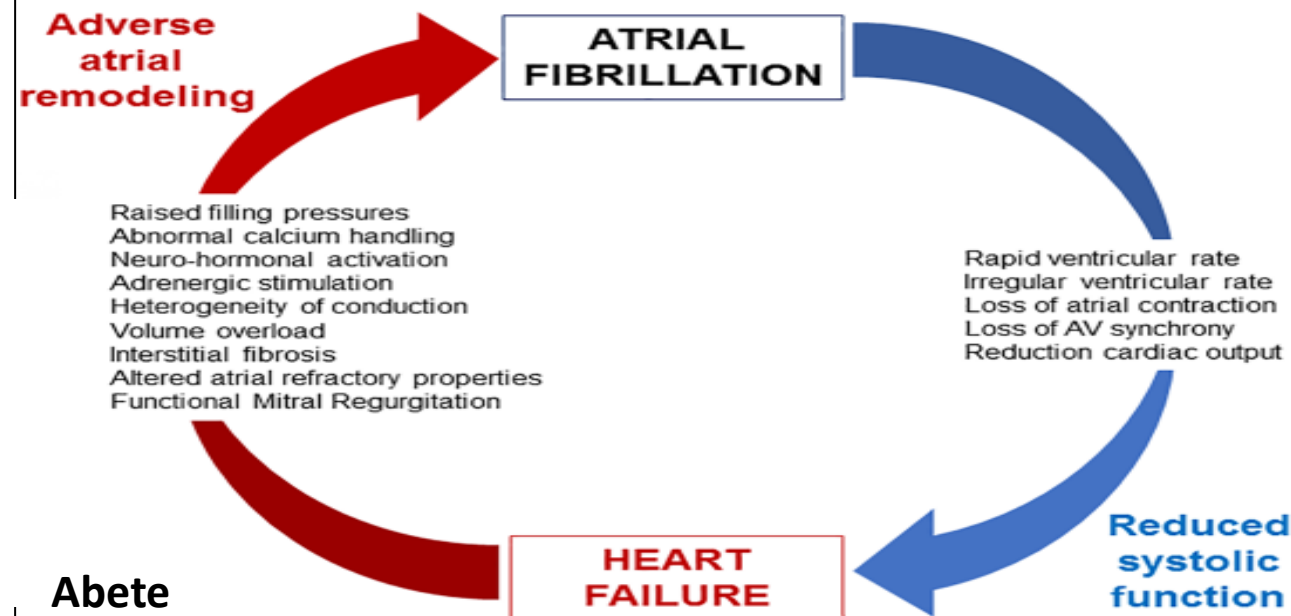 Adverse
atrial
remodeling
ATRIAL
FIBRILLATION
Raised filling pressures
Abnormal calcium handling
Neuro-hormonal activation
Adrenergic stimulation
Heterogeneity of conduction
Volume overload
Interstitial fibrosis
Altered atrial refractory properties
Functional Mitral Regurgitation
Rapid ventricular rate
Irregular ventricular rate
Loss of atrial contraction
Loss of AV synchrony
Reduction cardiac output
HEART
FAILURE
Reduced
systolic
function
Abete